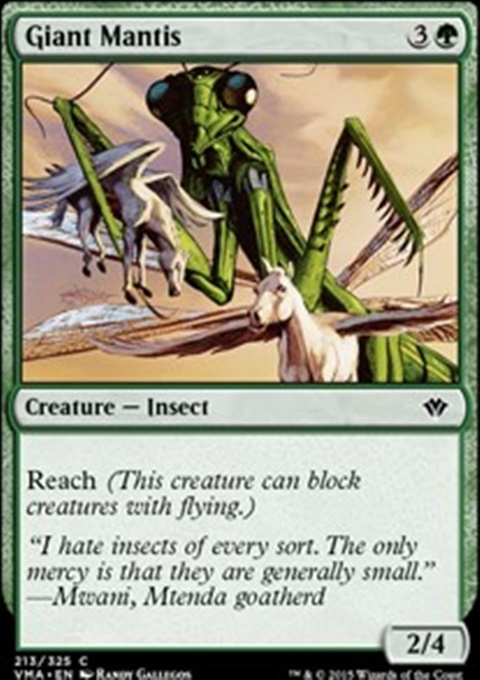 Giant Mantis 3
Creature — Insect
Reach (This creature can block
creatures with flying.)
“I hate insects of every sort. The only
mercy is that they are generally small.”
—Mwani, Mtenda goatherd
2/4
213/325 C
VMA • EN Randy Gallegos ™ & © 2015 Wizards of the Coast